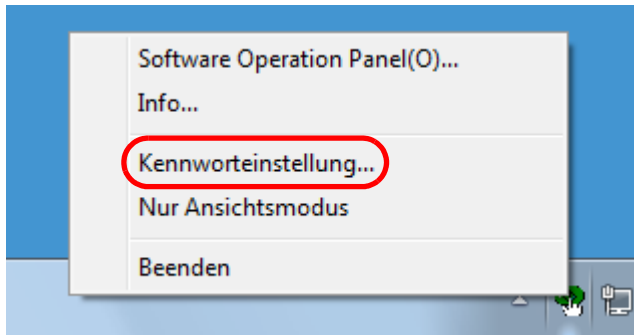 Software Operation Panel(O)...
Info...
Kennworteinstellung...
Nur Ansichtsmodus
Beenden